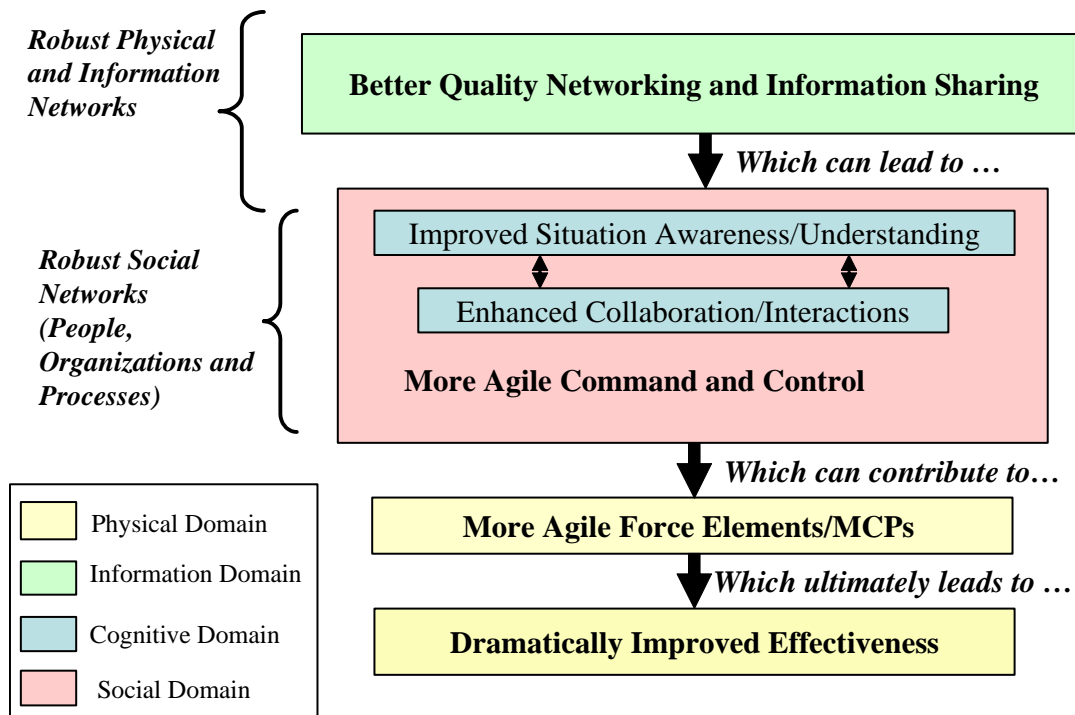 Robust Physical
and Information
Networks
Better Quality Networking and Information Sharing
Which can lead to …
Improved Situation Awareness/Understanding
Enhanced Collaboration/Interactions
More Agile Command and Control
Robust Social
Networks
(People,
Organizations and
Processes)
Which can contribute to…
More Agile Force Elements/MCPs
Which ultimately leads to …
Dramatically Improved Effectiveness
Physical Domain
Information Domain
Cognitive Domain
Social Domain